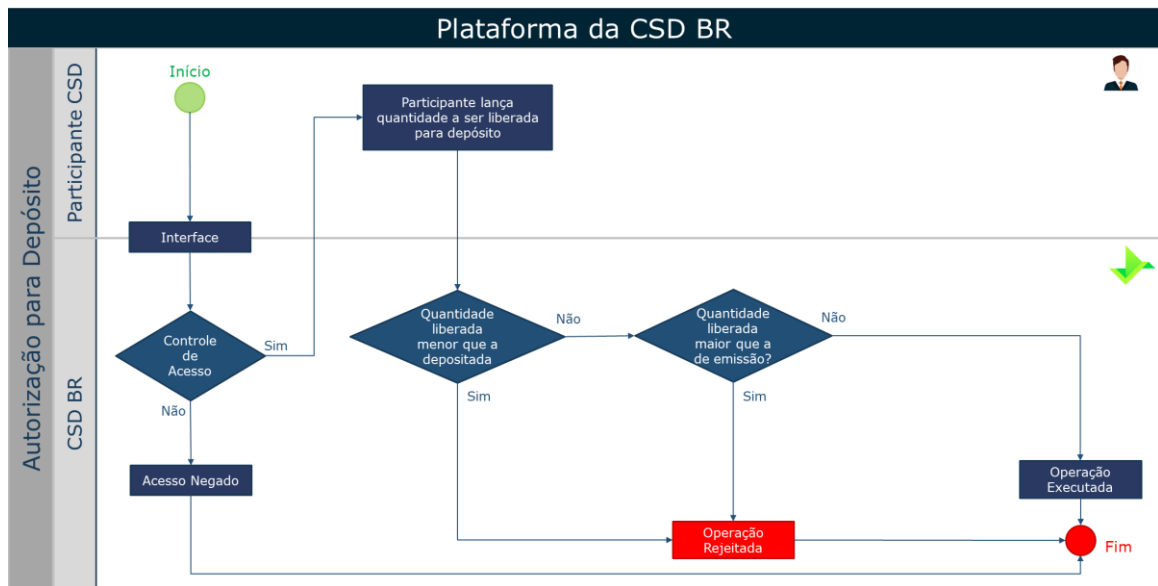 Plataforma da CSD BR
Autorização para Depósito
Participante CSD
Início
Participante lança
quantidade a ser liberada
para depósito
Interface
CSD BR
Controle
de
Acesso
Sim
Não
Acesso Negado
Quantidade
liberada
menor que a
depositada
Não
Sim
Quantidade
liberada
maior que a
de emissão?
Não
Sim
Operação
Executada
Operação
Rejeitada
Fim